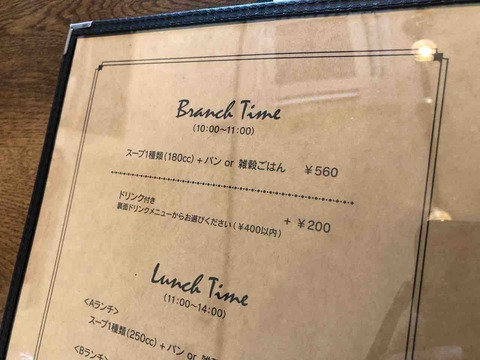 Branch Time
(10:00〜11:00)
スープ1種類(180cc)+パン or 雑穀ごはん ¥560
ドリンク付き
裏面ドリンクメニューからお選びください(¥400以内) + ¥200
Lunch Time
(11:00〜14:00)
<Aランチ>
スープ1種類(250cc)+パン or 雑
<Bランチ>